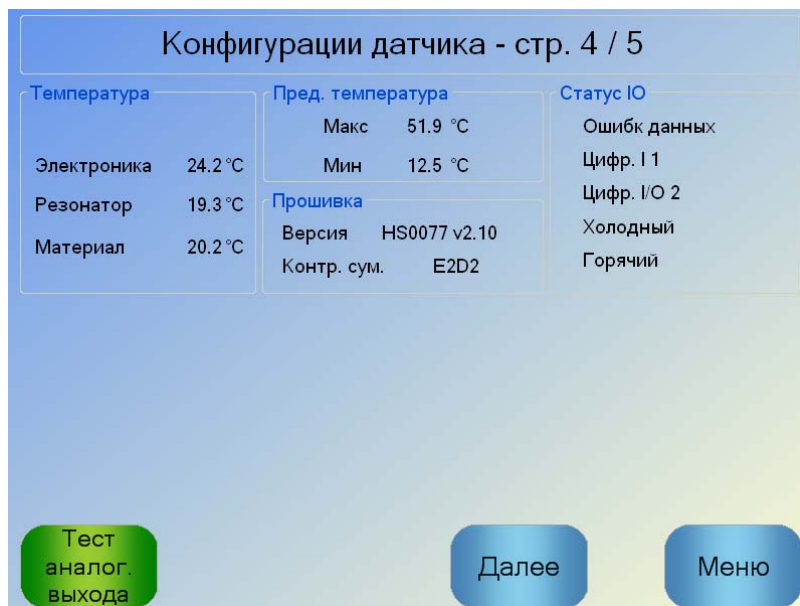 Конфигурации датчика - стр. 4 / 5
Температура
Электроника 24.2 °C
Резонатор 19.3 °C
Материал 20.2 °C
Пред. температура
Макс 51.9 °C
Мин 12.5 °C
Прошивка
Версия HS0077 v2.10
Контр. сум. E2D2
Статус IO
Ошибк данных
Цифр. I 1
Цифр. I/O 2
Холодный
Горячий
Тест
аналог.
выхода
Далее
Меню